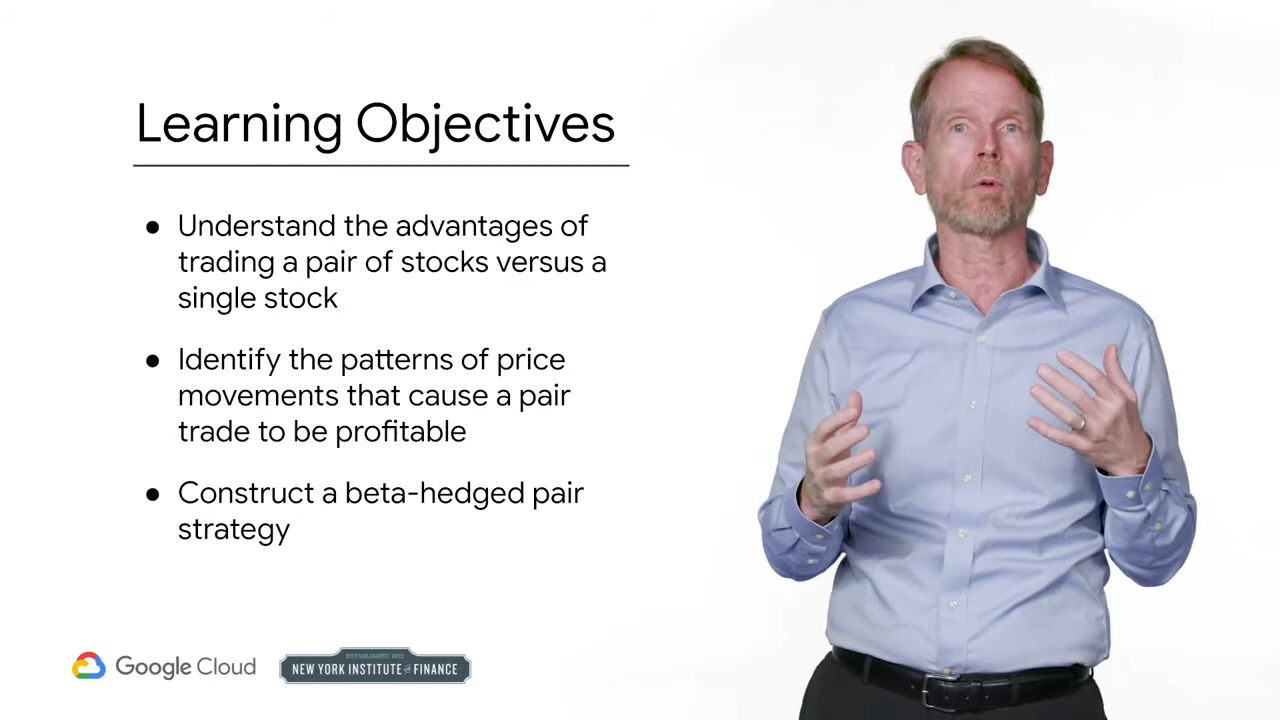 Learning Objectives
● Understand the advantages of
trading a pair of stocks versus a
single stock
● Identify the patterns of price
movements that cause a pair
trade to be profitable
● Construct a beta-hedged pair
strategy
Google Cloud
ESTABLISHED 1922
NEW YORK INSTITUTE OF FINANCE